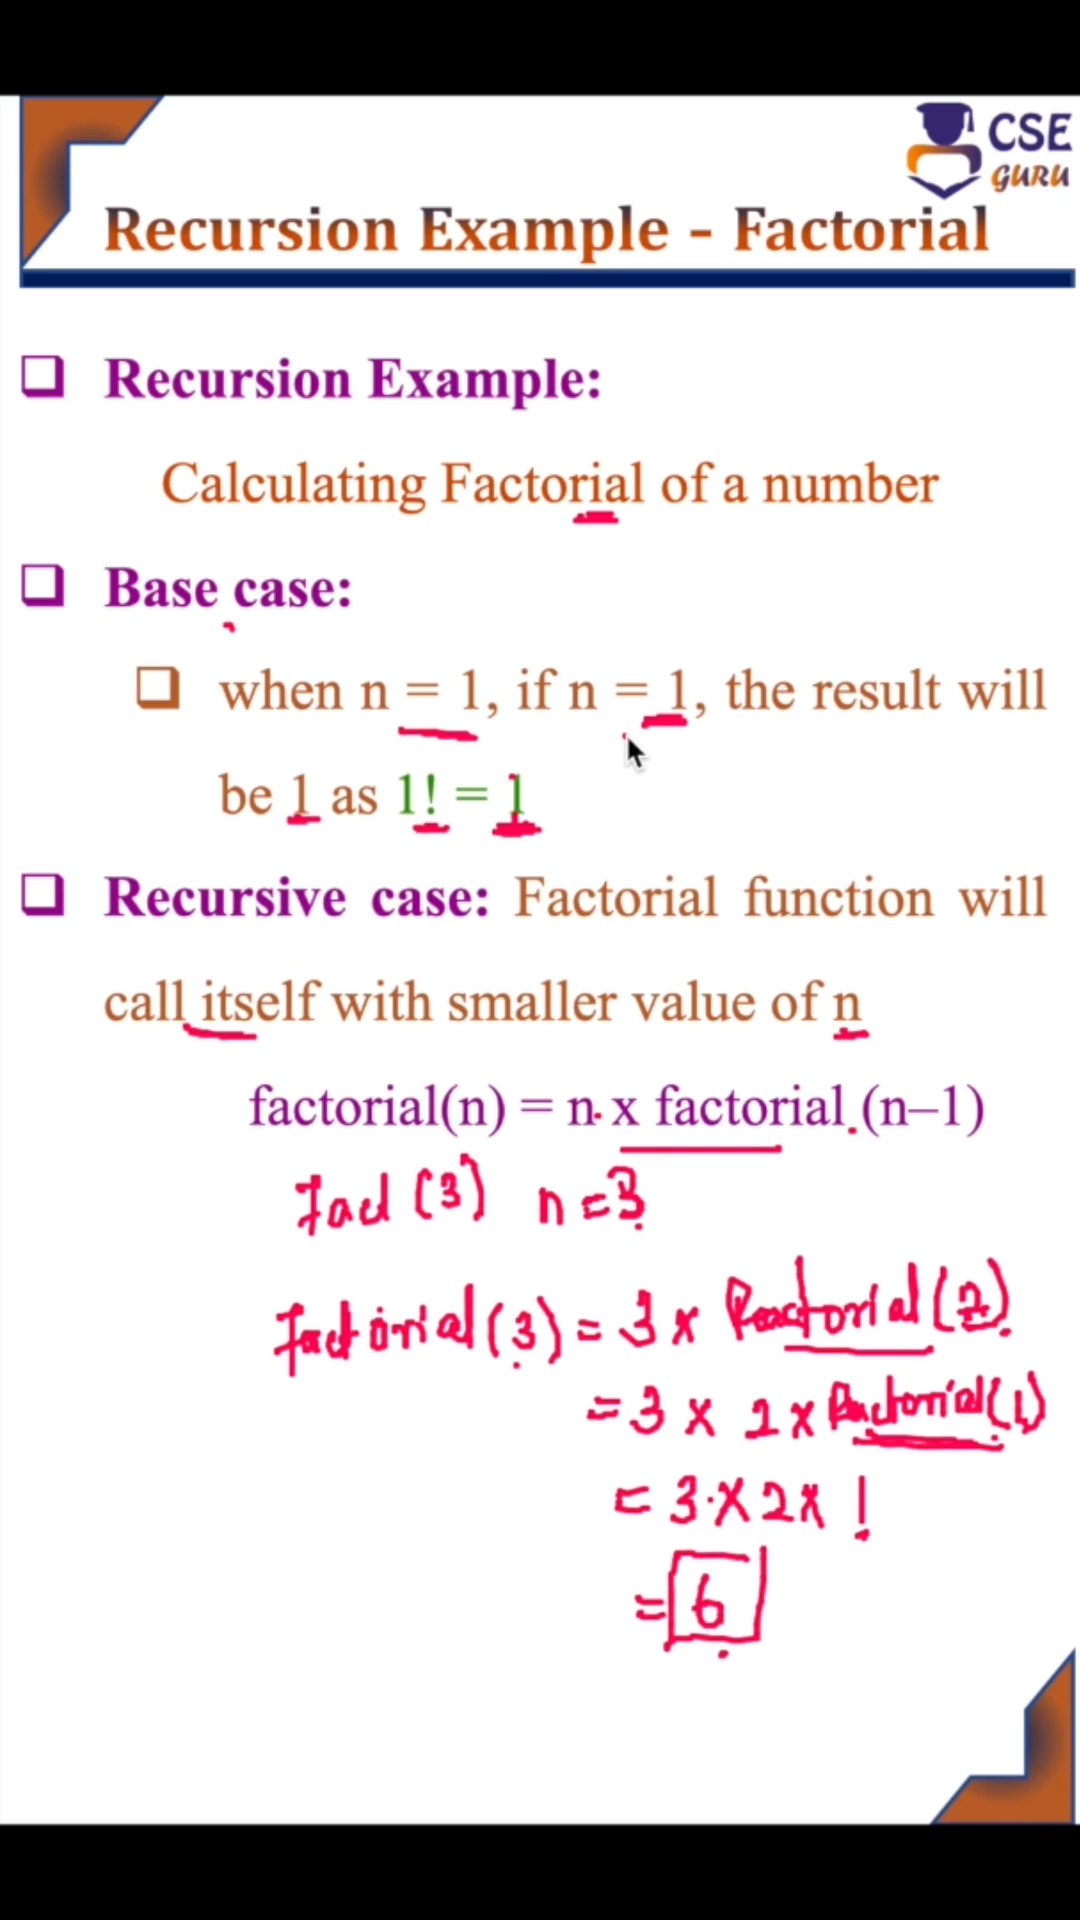 CSE
GURU
Recursion Example - Factorial
❑ Recursion Example:
Calculating Factorial of a number
❑ Base case:
❑ when n = 1, if n = 1, the result will
be 1 as 1! = 1
❑ Recursive case: Factorial function will
call itself with smaller value of n
factorial(n) = n x factorial (n–1)
Fact (3) n=3
Factorial (3) = 3 x Factorial (2)
= 3 x 2 x Factorial (1)
= 3 x 2 x 1
= 6